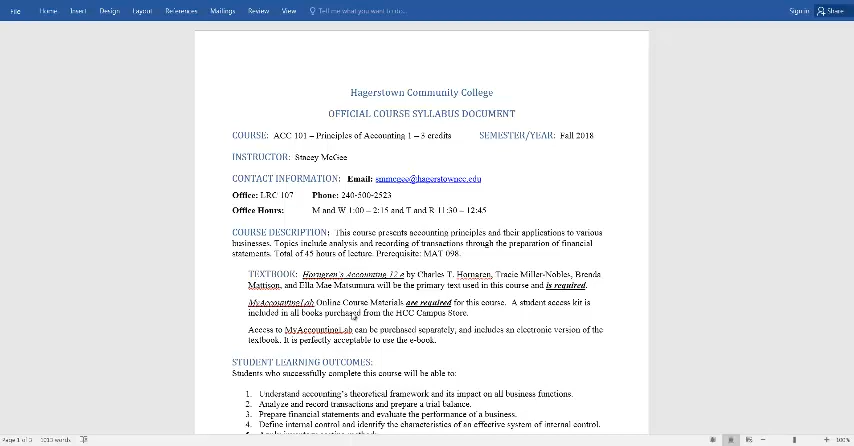 File Home Insert Design Layout References Mailings Review View Tell me what you want to do... Sign in Share
Hagerstown Community College
OFFICIAL COURSE SYLLABUS DOCUMENT
COURSE: ACC 101 – Principles of Accounting 1 – 3 credits SEMESTER/YEAR: Fall 2018
INSTRUCTOR: Stacey McGee
CONTACT INFORMATION: Email: smmcgee@hagerstowncc.edu
Office: LRC 107 Phone: 240-500-2523
Office Hours: M and W 1:00 – 2:15 and T and R 11:30 – 12:45
COURSE DESCRIPTION: This course presents accounting principles and their applications to various
businesses. Topics include analysis and recording of transactions through the preparation of financial
statements. Total of 45 hours of lecture. Prerequisite: MAT 098.
TEXTBOOK: Horngren's Accounting 12 e by Charles T. Horngren, Tracie Miller-Nobles, Brenda
Mattison, and Ella Mae Matsumura will be the primary text used in this course and is required.
MyAccountingLab Online Course Materials are required for this course. A student access kit is
included in all books purchased from the HCC Campus Store.
Access to MyAccountingLab can be purchased separately, and includes an electronic version of the
textbook. It is perfectly acceptable to use the e-book.
STUDENT LEARNING OUTCOMES:
Students who successfully complete this course will be able to:
1. Understand accounting's theoretical framework and its impact on all business functions.
2. Analyze and record transactions and prepare a trial balance.
3. Prepare financial statements and evaluate the performance of a business.
4. Define internal control and identify the characteristics of an effective system of internal control.
Page 1 of 3 1013 words 100%